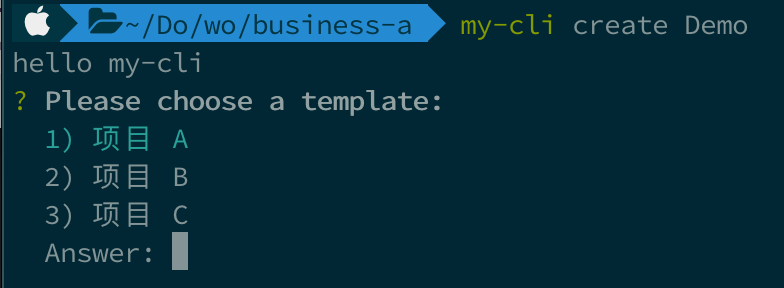 ~/Do/wo/business-a my-cli create Demo
hello my-cli
? Please choose a template:
1) 项目 A
2) 项目 B
3) 项目 C
Answer: